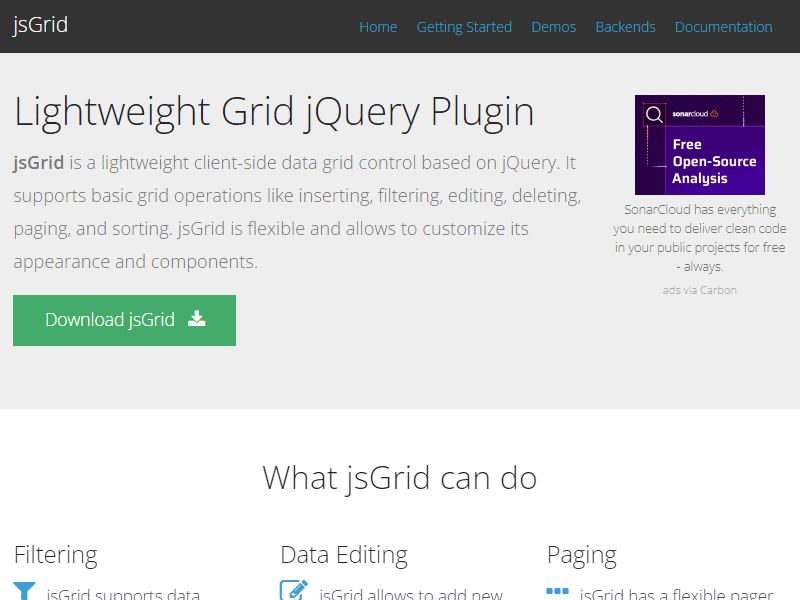 jsGrid
Home Getting Started Demos Backends Documentation
Lightweight Grid jQuery Plugin
jsGrid is a lightweight client-side data grid control based on jQuery. It
supports basic grid operations like inserting, filtering, editing, deleting,
paging, and sorting. jsGrid is flexible and allows to customize its
appearance and components.
Download jsGrid
sonarcloud
Free
Open-Source
Analysis
SonarCloud has everything
you need to deliver clean code
in your public projects for free
- always.
ads via Carbon
What jsGrid can do
Filtering
jsGrid supports data
Data Editing
jsGrid allows to add new
Paging
jsGrid has a flexible pager